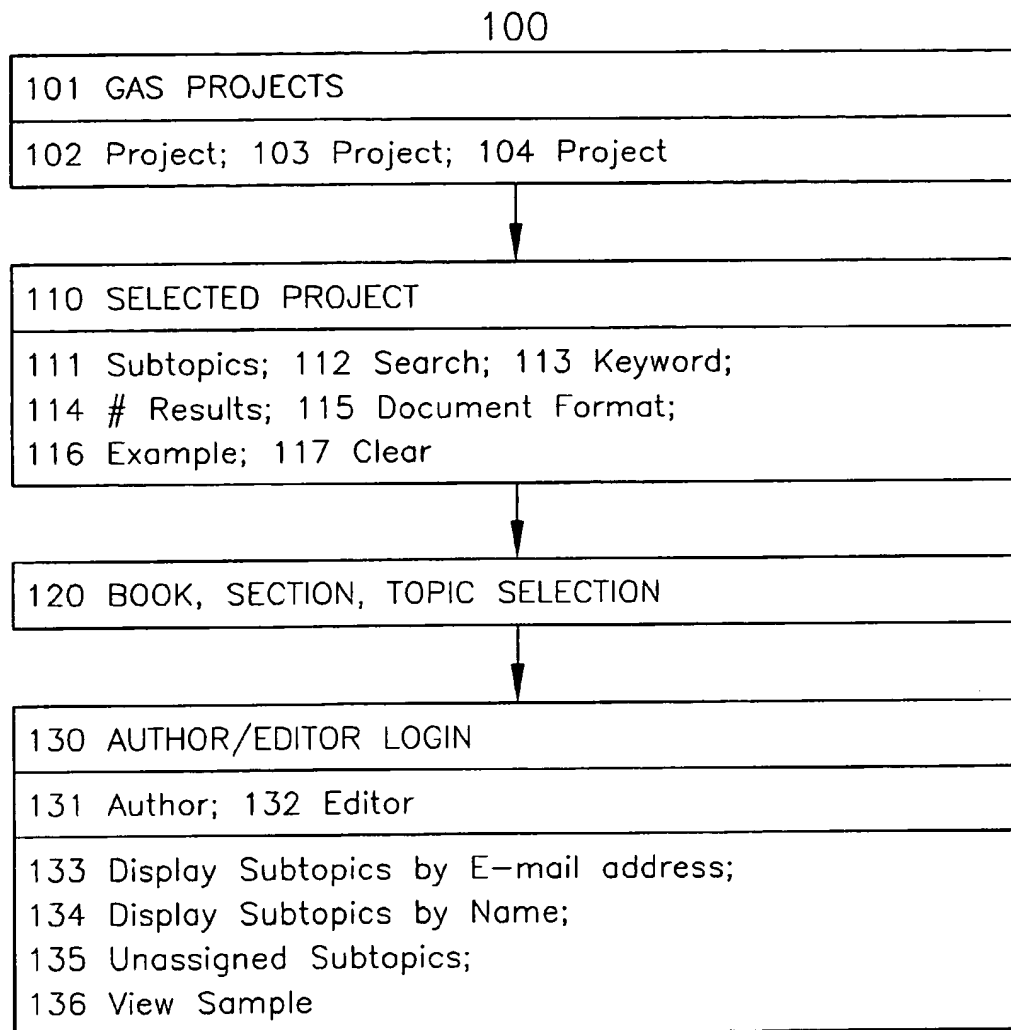 100
101 GAS PROJECTS
102 Project; 103 Project; 104 Project
110 SELECTED PROJECT
111 Subtopics; 112 Search; 113 Keyword;
114 # Results; 115 Document Format;
116 Example; 117 Clear
120 BOOK, SECTION, TOPIC SELECTION
130 AUTHOR/EDITOR LOGIN
131 Author; 132 Editor
133 Display Subtopics by E-mail address;
134 Display Subtopics by Name;
135 Unassigned Subtopics;
136 View Sample